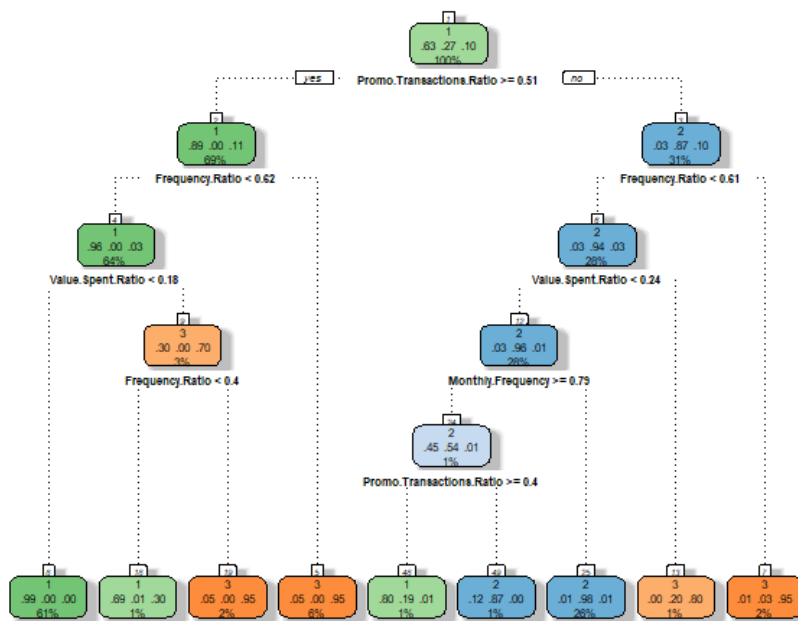 1
1
.63 .27 .10
100%
yes Promo.Transactions.Ratio >= 0.51 no
2
3
1
2
.89 .00 .11
.03 .87 .10
69%
31%
Frequency.Ratio < 0.62
Frequency.Ratio < 0.61
4
6
1
2
.96 .00 .03
.03 .94 .03
64%
28%
Value.Spent.Ratio < 0.18
Value.Spent.Ratio < 0.24
9
12
3
2
.30 .00 .70
.03 .96 .01
3%
28%
Frequency.Ratio < 0.4
Monthly.Frequency >= 0.79
24
2
.45 .54 .01
1%
Promo.Transactions.Ratio >= 0.4
8 18 19 5 48 49 25 13 7
1 1 3 3 1 2 2 3 3
.99 .00 .00 .69 .01 .30 .05 .00 .95 .05 .00 .95 .80 .19 .01 .12 .87 .00 .01 .98 .01 .00 .20 .80 .01 .03 .95
61% 1% 2% 6% 1% 1% 26% 1% 2%